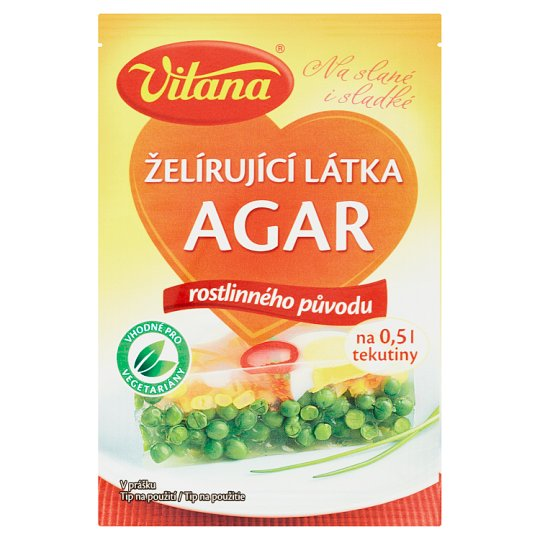 Vitana
®
Na slané
i sladké
ŽELÍRUJÍCÍ LÁTKA
AGAR
rostlinného původu
na 0,5 l
tekutiny
VHODNÉ PRO
VEGETARIÁNY
V prášku
Tip na použití / Tip na použitie